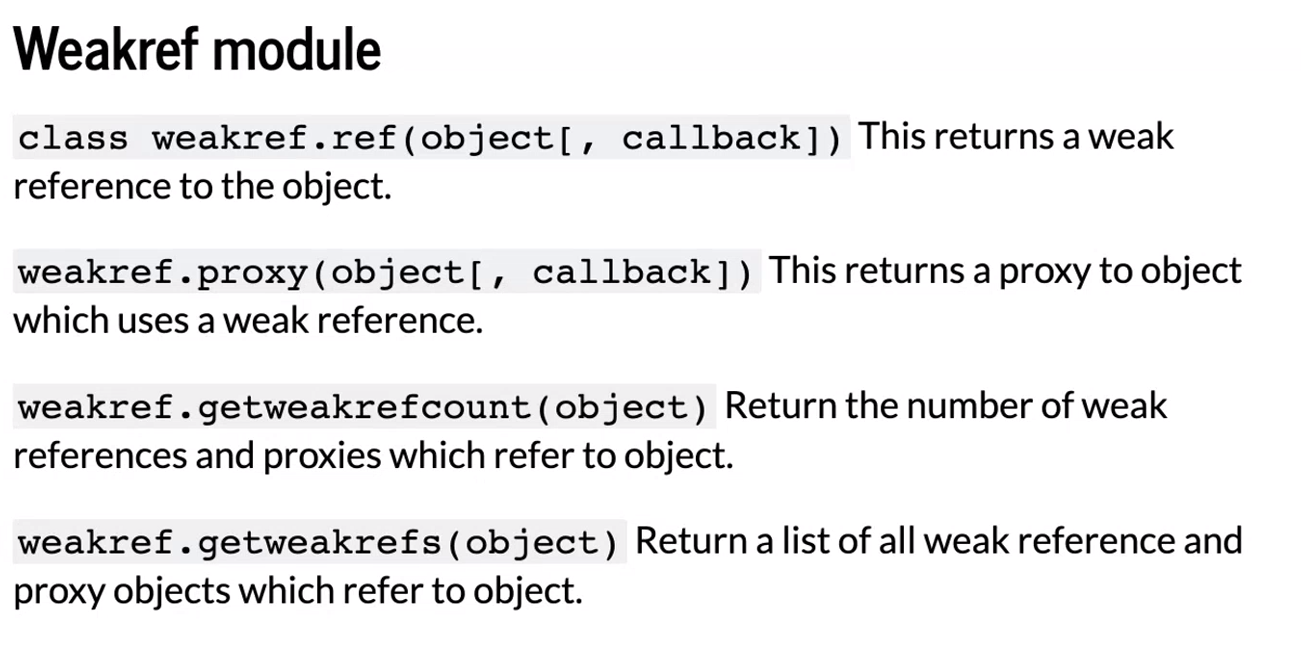 Weakref module
class weakref.ref(object[, callback]) This returns a weak
reference to the object.
weakref.proxy(object[, callback]) This returns a proxy to object
which uses a weak reference.
weakref.getweakrefcount(object) Return the number of weak
references and proxies which refer to object.
weakref.getweakrefs(object) Return a list of all weak reference and
proxy objects which refer to object.